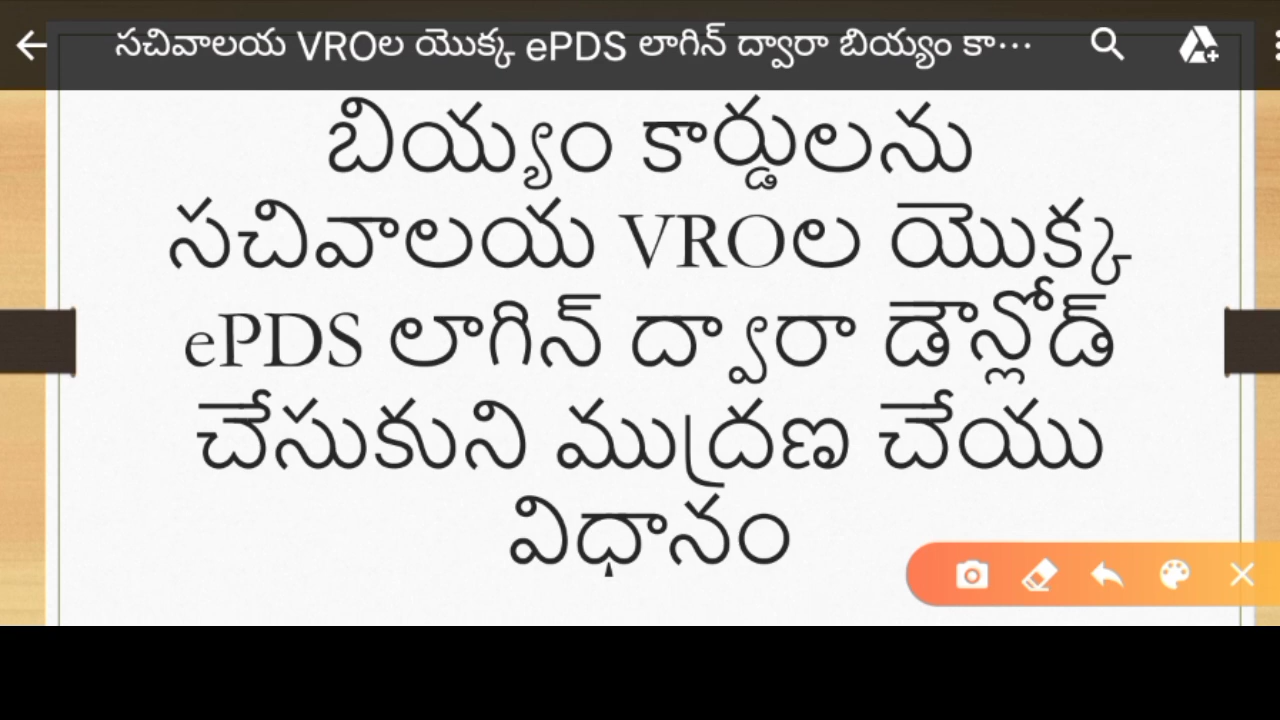 సచివాలయ VROల యొక్క ePDS లాగిన్ ద్వారా బియ్యం కా...
బియ్యం కార్డులను
సచివాలయ VROల యొక్క
ePDS లాగిన్ ద్వారా డౌన్లోడ్
చేసుకుని ముద్రణ చేయు
విధానం